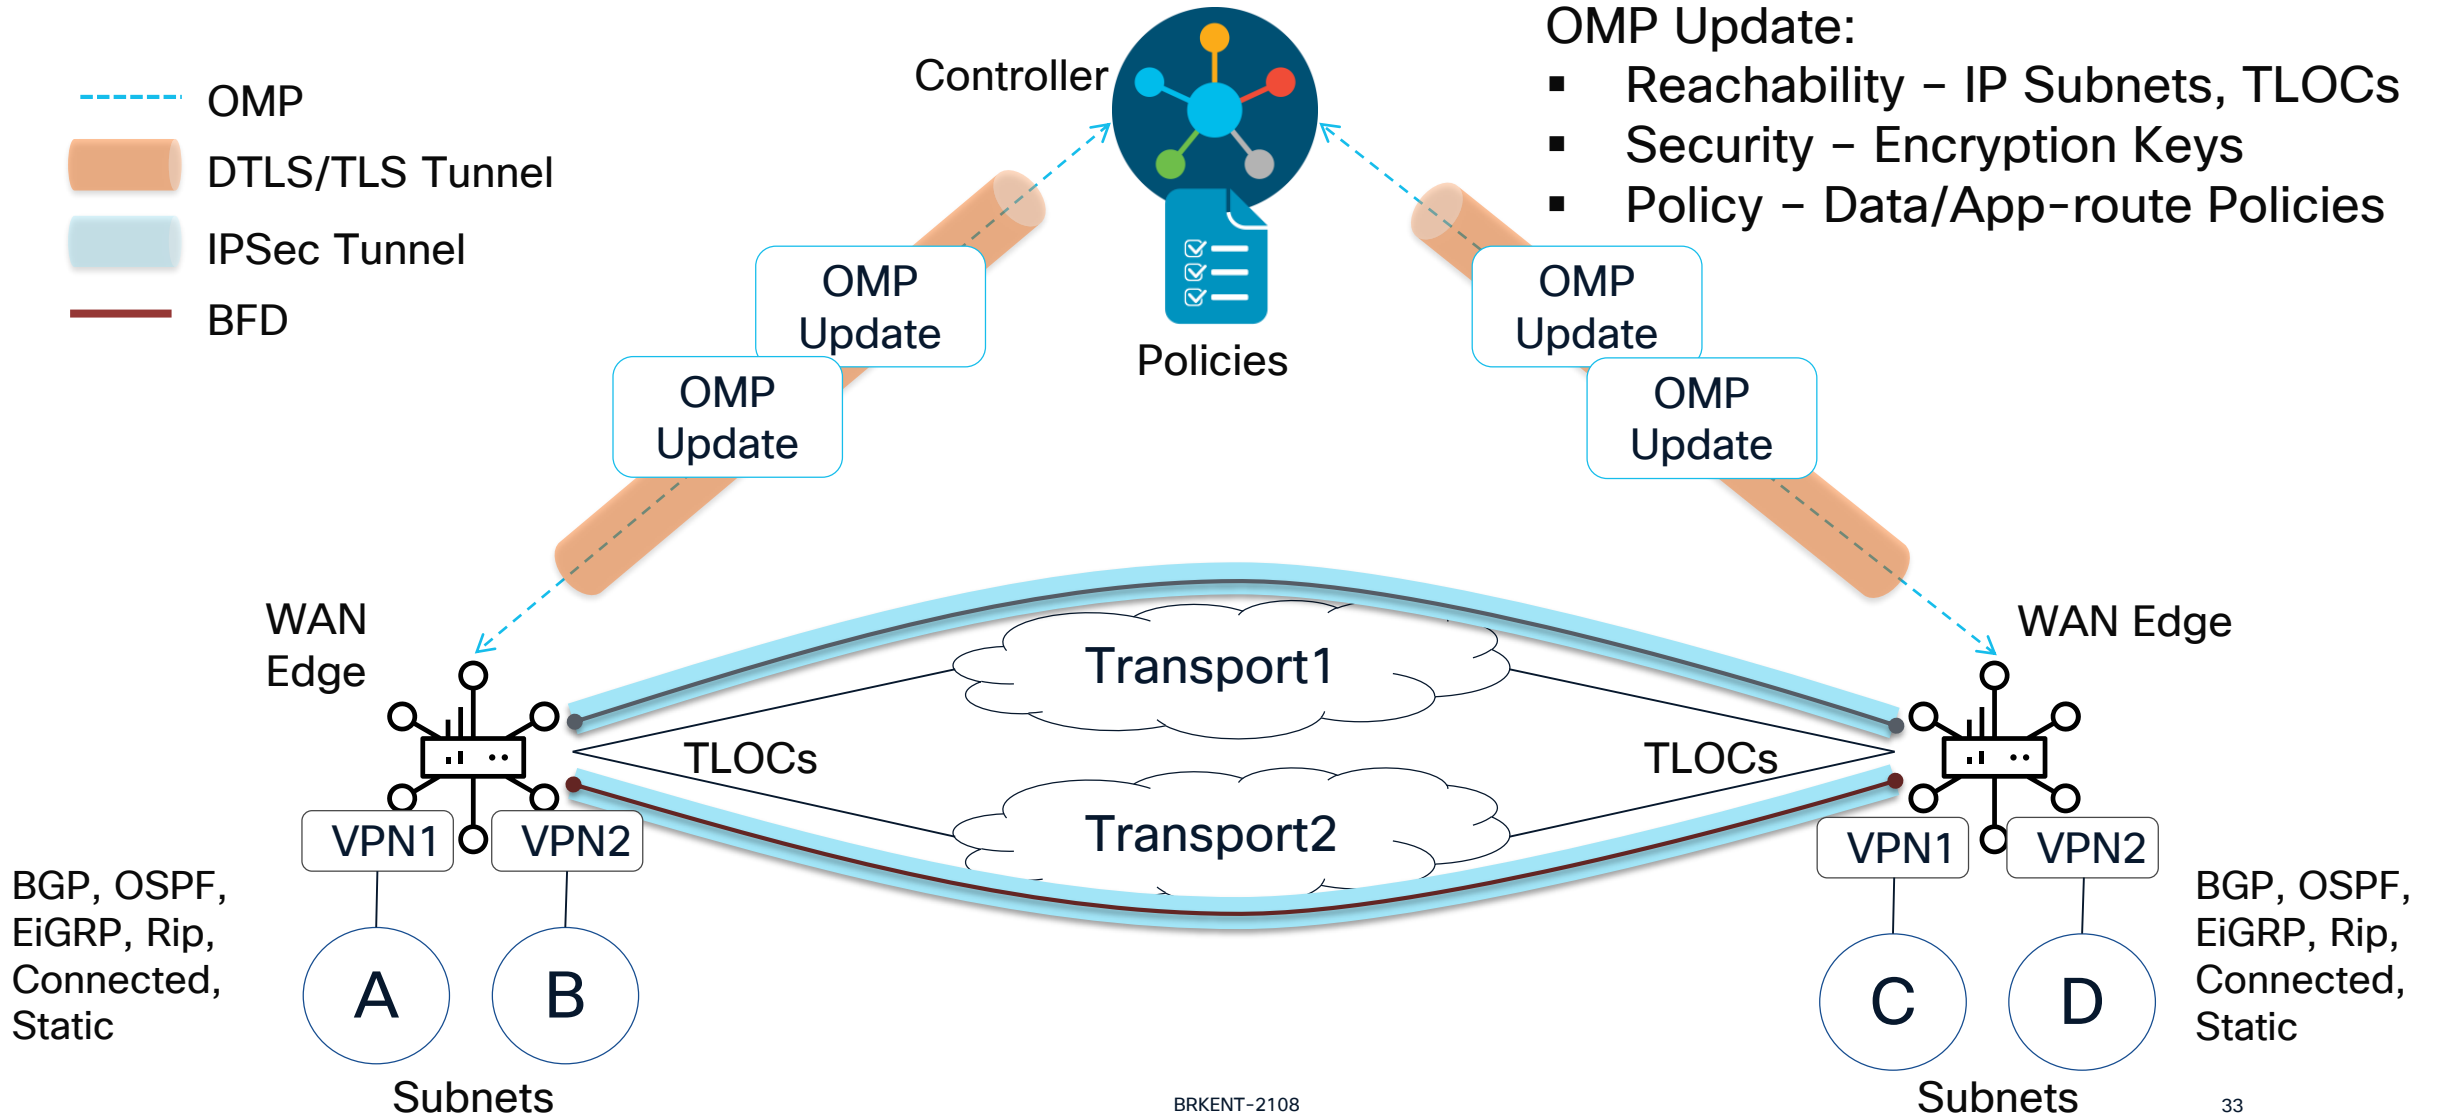 OMP
DTLS/TLS Tunnel
IPSec Tunnel
BFD
Controller
Policies
OMP Update:
▪ Reachability – IP Subnets, TLOCs
▪ Security – Encryption Keys
▪ Policy – Data/App-route Policies
OMP
Update
OMP
Update
OMP
Update
OMP
Update
WAN
Edge
WAN Edge
Transport1
TLOCs
TLOCs
Transport2
VPN1
VPN2
VPN1
VPN2
BGP, OSPF,
EiGRP, Rip,
Connected,
Static
A
B
C
D
BGP, OSPF,
EiGRP, Rip,
Connected,
Static
Subnets
Subnets
BRKENT-2108
33